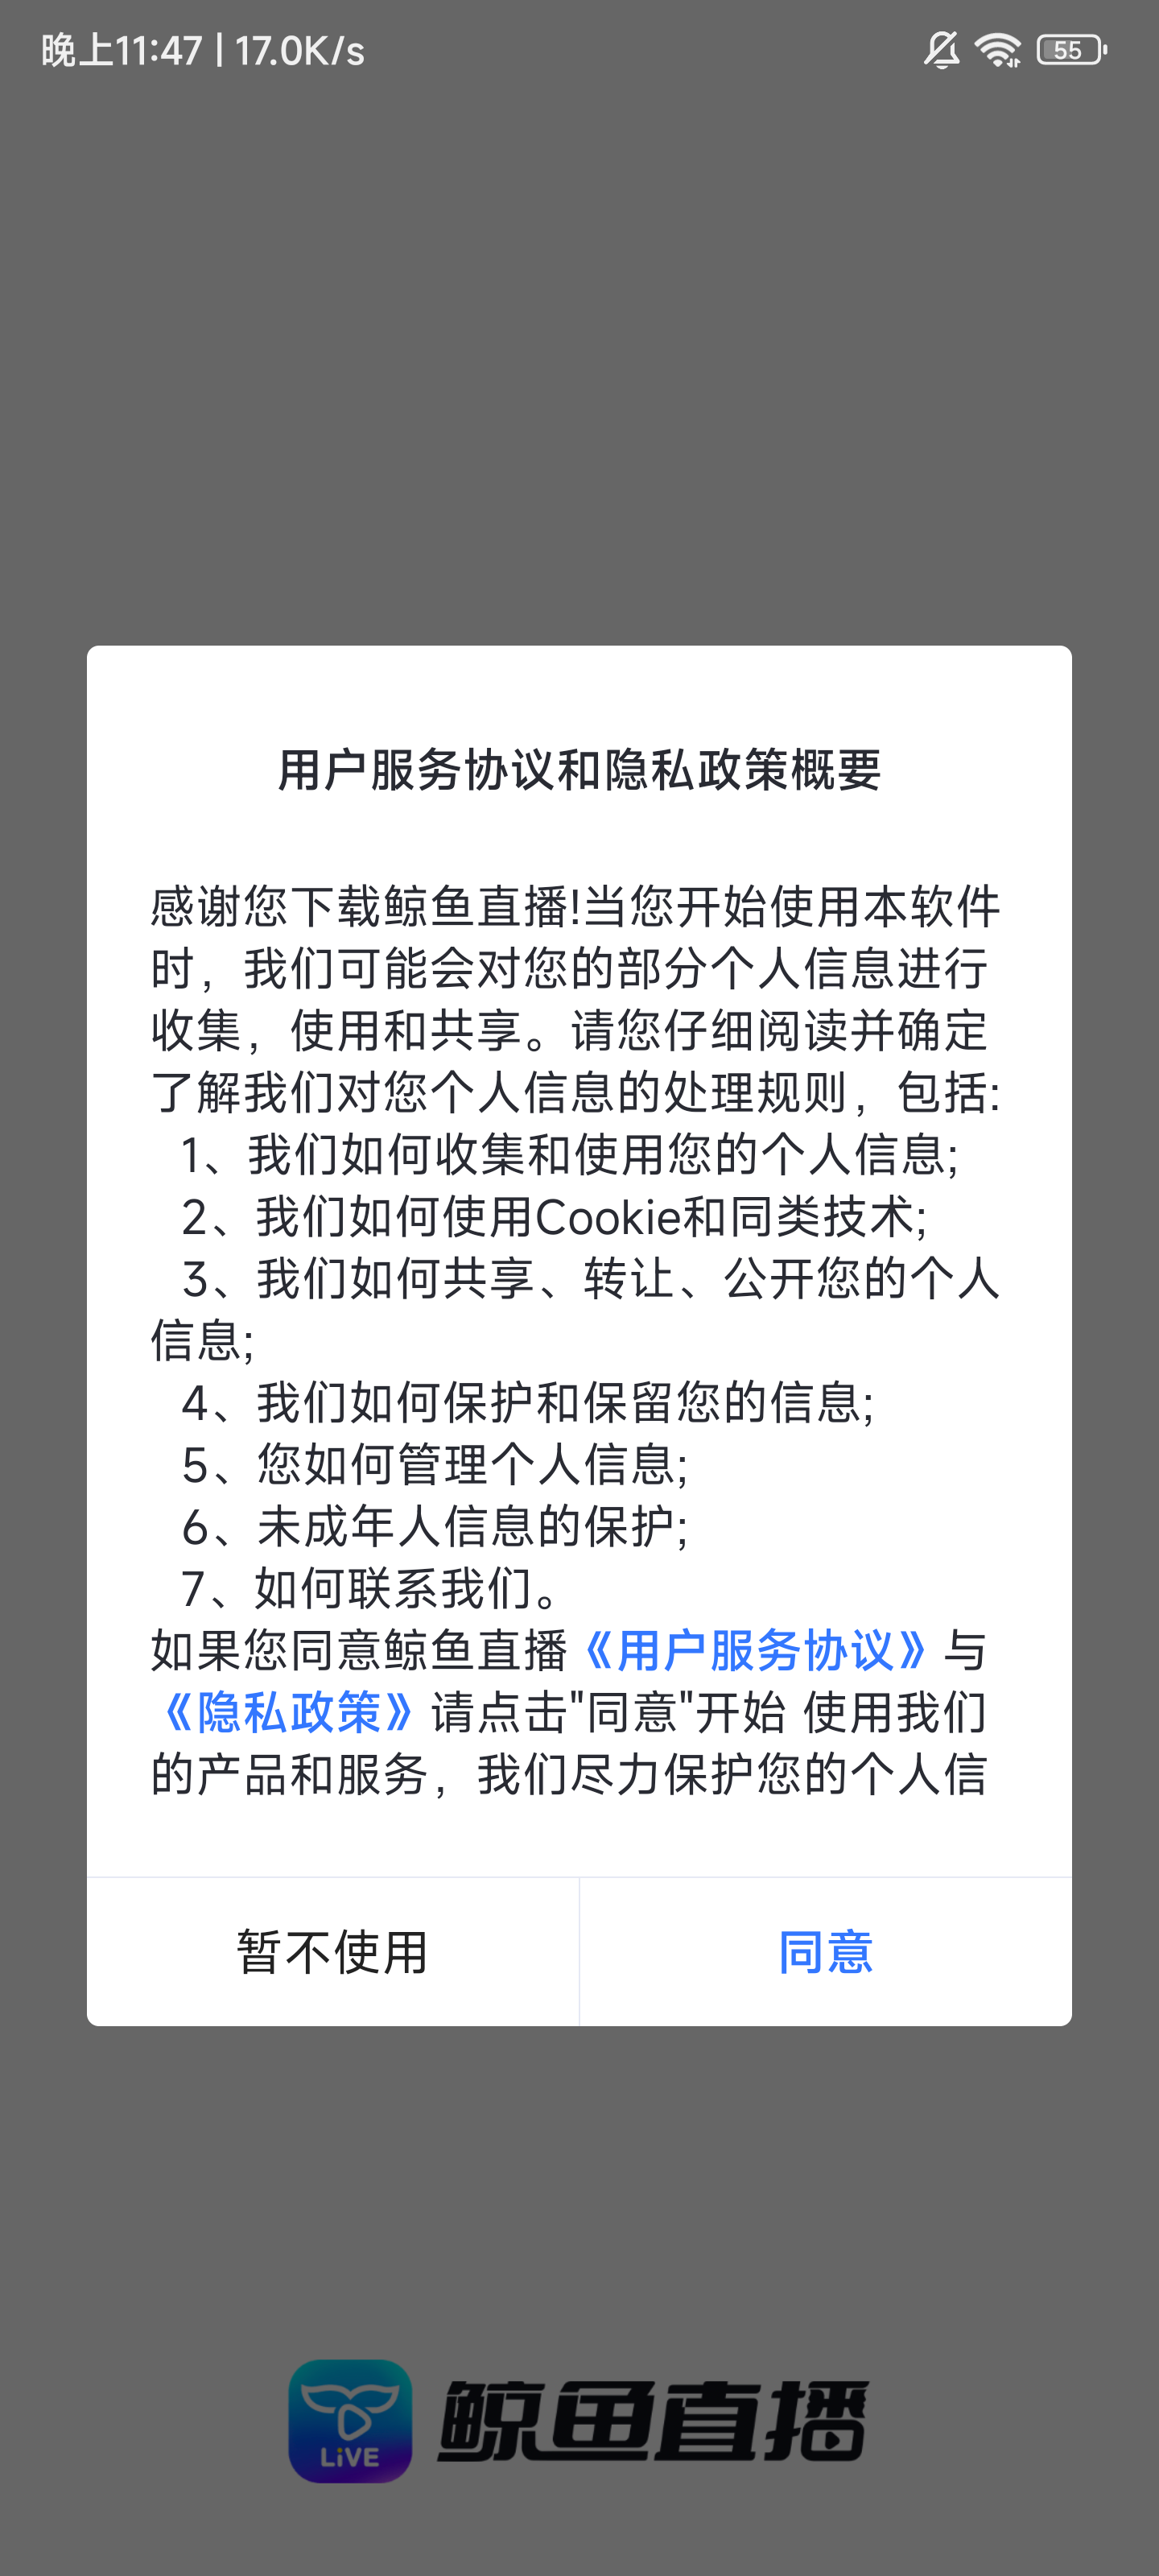 晚上11:47 | 17.0K/s
55
用户服务协议和隐私政策概要
感谢您下载鲸鱼直播!当您开始使用本软件
时，我们可能会对您的部分个人信息进行
收集，使用和共享。请您仔细阅读并确定
了解我们对您个人信息的处理规则，包括:
1、我们如何收集和使用您的个人信息;
2、我们如何使用Cookie和同类技术;
3、我们如何共享、转让、公开您的个人
信息;
4、我们如何保护和保留您的信息;
5、您如何管理个人信息;
6、未成年人信息的保护;
7、如何联系我们。
如果您同意鲸鱼直播《用户服务协议》与
《隐私政策》请点击"同意"开始 使用我们
的产品和服务，我们尽力保护您的个人信
暂不使用
同意
LiVE
鲸鱼直播